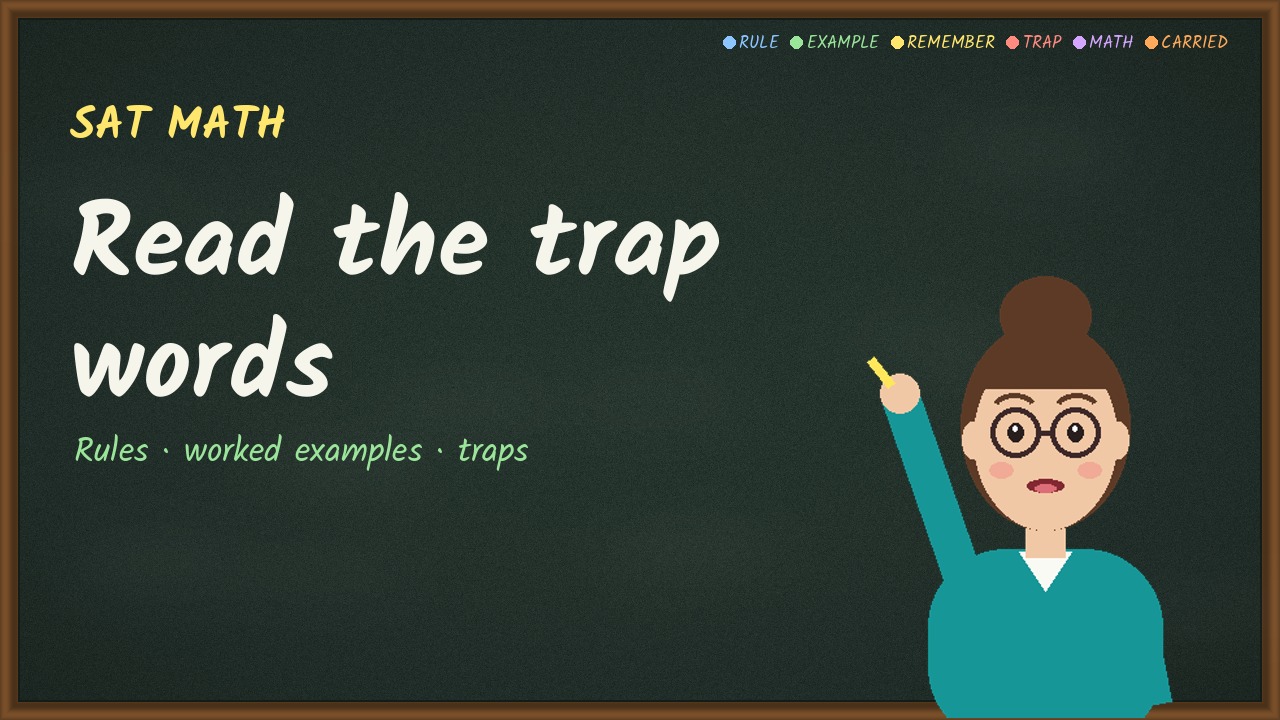 RULE EXAMPLE REMEMBER TRAP MATH CARRIED
SAT MATH
Read the trap
words
Rules · worked examples · traps